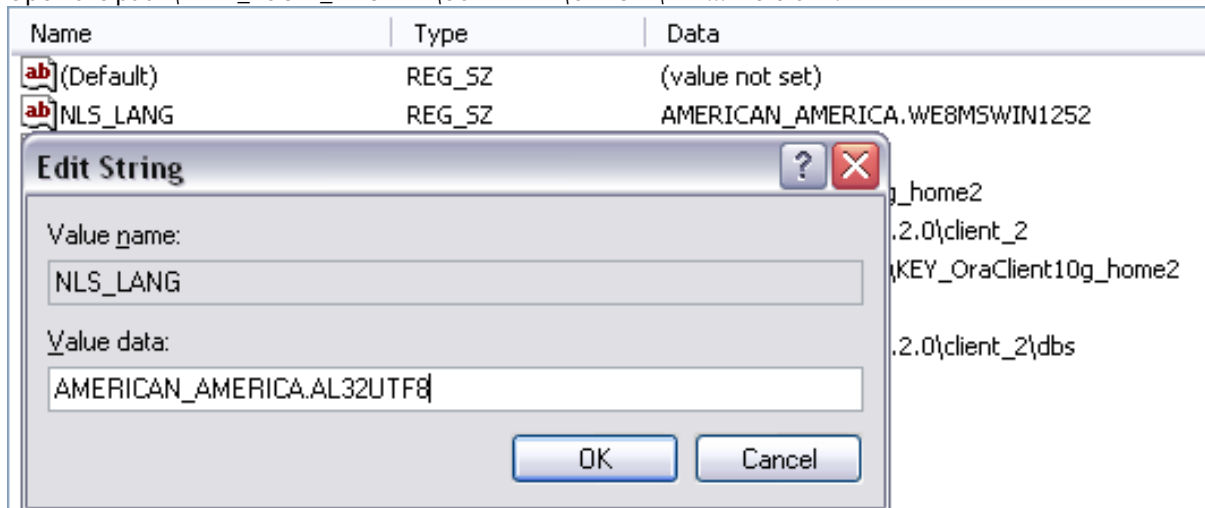 Name Type Data
(Default) REG_SZ (value not set)
NLS_LANG REG_SZ AMERICAN_AMERICA.WE8MSWIN1252
Edit String
g_home2
Value name:
.2.0\client_2
NLS_LANG
\KEY_OraClient10g_home2
Value data:
.2.0\client_2\dbs
AMERICAN_AMERICA.AL32UTF8
OK Cancel